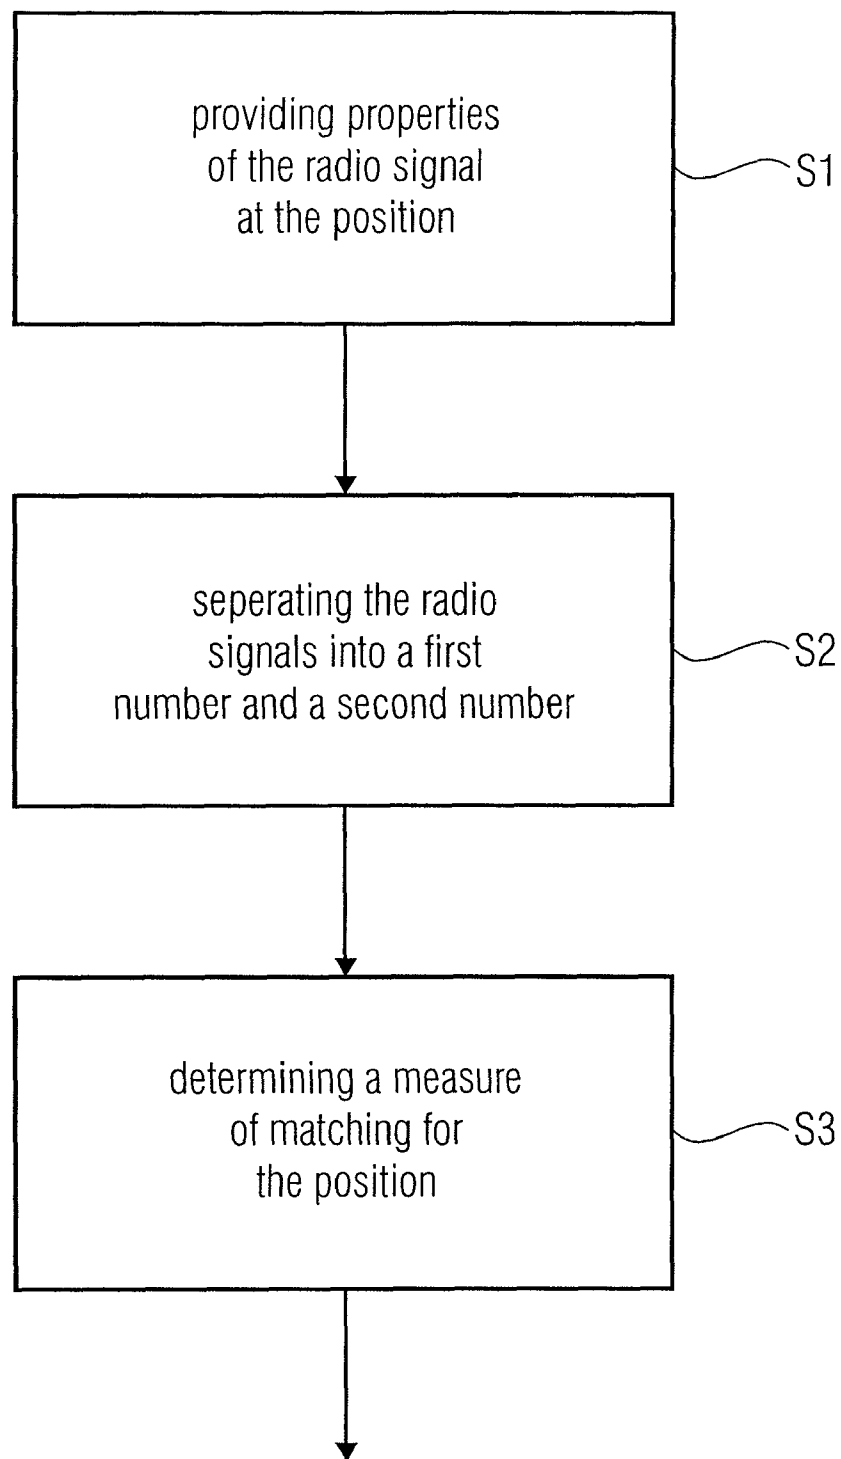 providing properties
of the radio signal
at the position
S1
seperating the radio
signals into a first
number and a second number
S2
determining a measure
of matching for
the position
S3